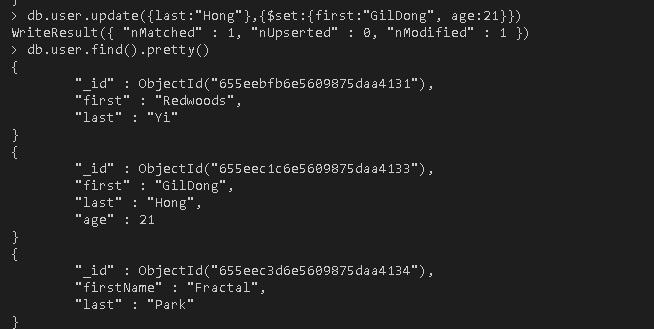 > db.user.update({last:"Hong"},{$set:{first:"GilDong", age:21}})
WriteResult({ "nMatched" : 1, "nUpserted" : 0, "nModified" : 1 })
> db.user.find().pretty()
{
        "_id" : ObjectId("655eebfb6e5609875daa4131"),
        "first" : "Redwoods",
        "last" : "Yi"
}
{
        "_id" : ObjectId("655eec1c6e5609875daa4133"),
        "first" : "GilDong",
        "last" : "Hong",
        "age" : 21
}
{
        "_id" : ObjectId("655eec3d6e5609875daa4134"),
        "firstName" : "Fractal",
        "last" : "Park"
}